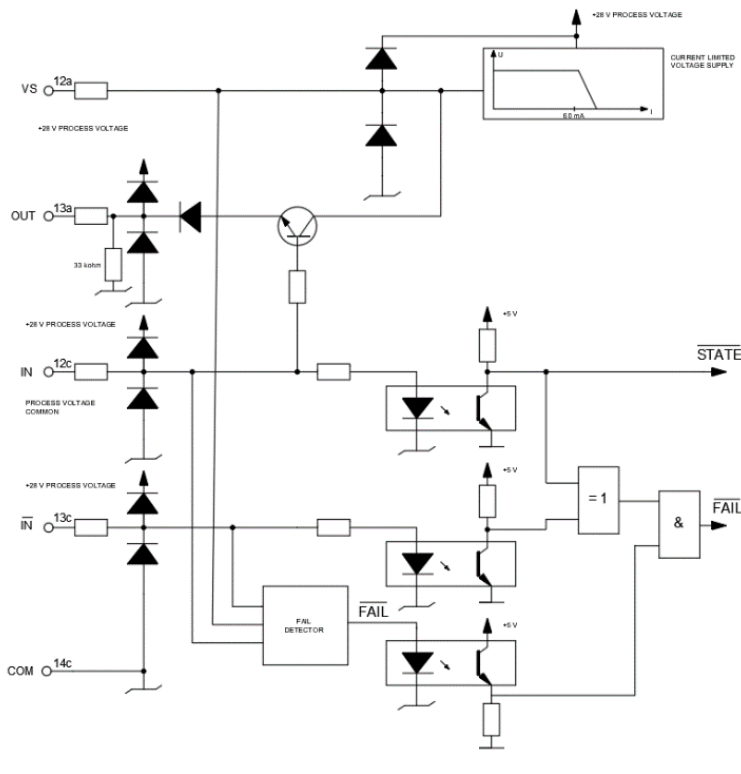 +28 V PROCESS VOLTAGE
CURRENT LIMITED
VOLTAGE SUPPLY
U
60 mA
I
VS
12a
+28 V PROCESS VOLTAGE
OUT
13a
33 kohm
+28 V PROCESS VOLTAGE
+5 V
IN
12c
STATE
PROCESS VOLTAGE
COMMON
+28 V PROCESS VOLTAGE
+5 V
IN
13c
= 1
&
FAIL
FAIL
DETECTOR
FAIL
+5 V
COM
14c